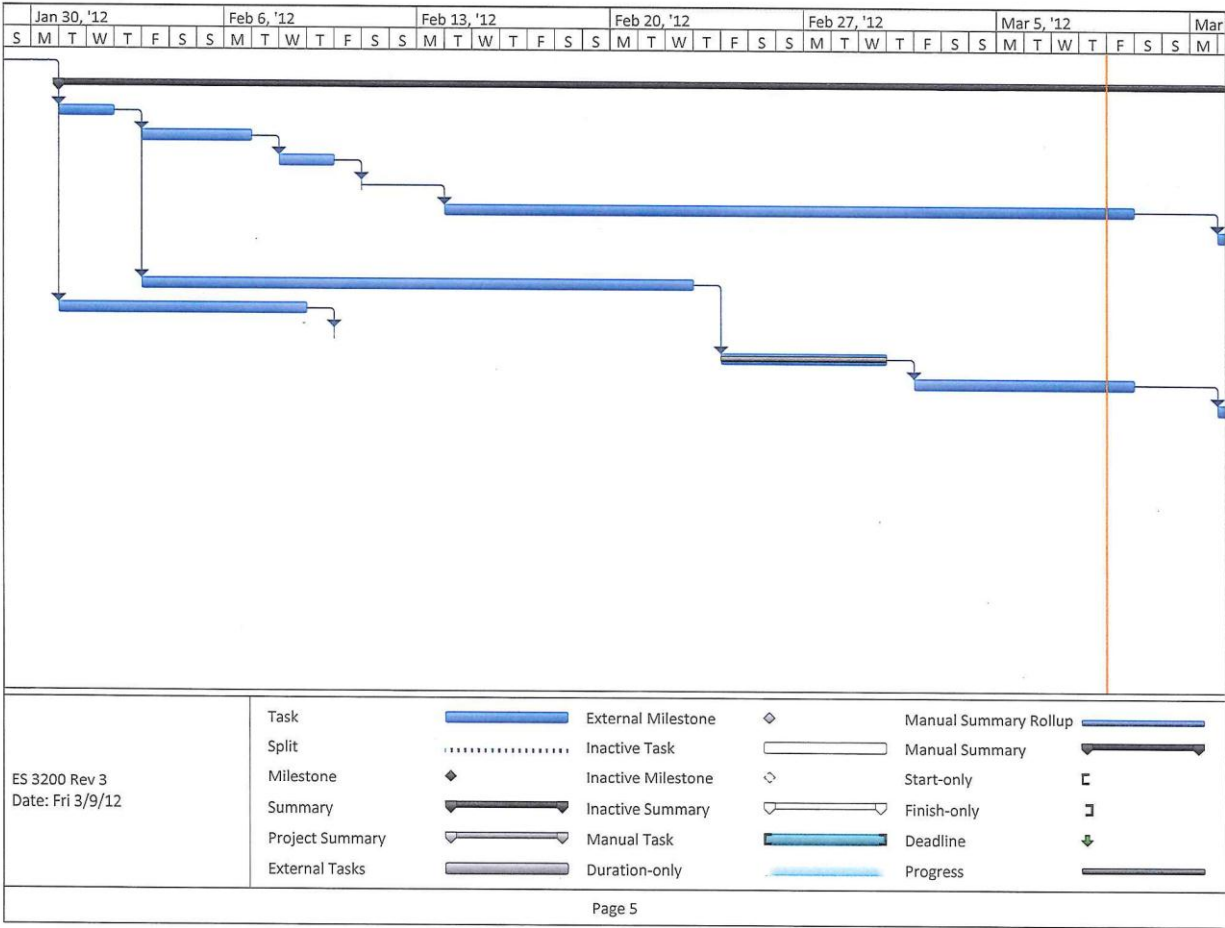 Jan 30, '12 Feb 6, '12 Feb 13, '12 Feb 20, '12 Feb 27, '12 Mar 5, '12 Mar
S M T W T F S S M T W T F S S M T W T F S S M T W T F S S M T W T F S S M T W T F S S M
Task External Milestone Manual Summary Rollup
Split Inactive Task Manual Summary
Milestone Inactive Milestone Start-only
Summary Inactive Summary Finish-only
Project Summary Manual Task Deadline
External Tasks Duration-only Progress
ES 3200 Rev 3
Date: Fri 3/9/12
Page 5